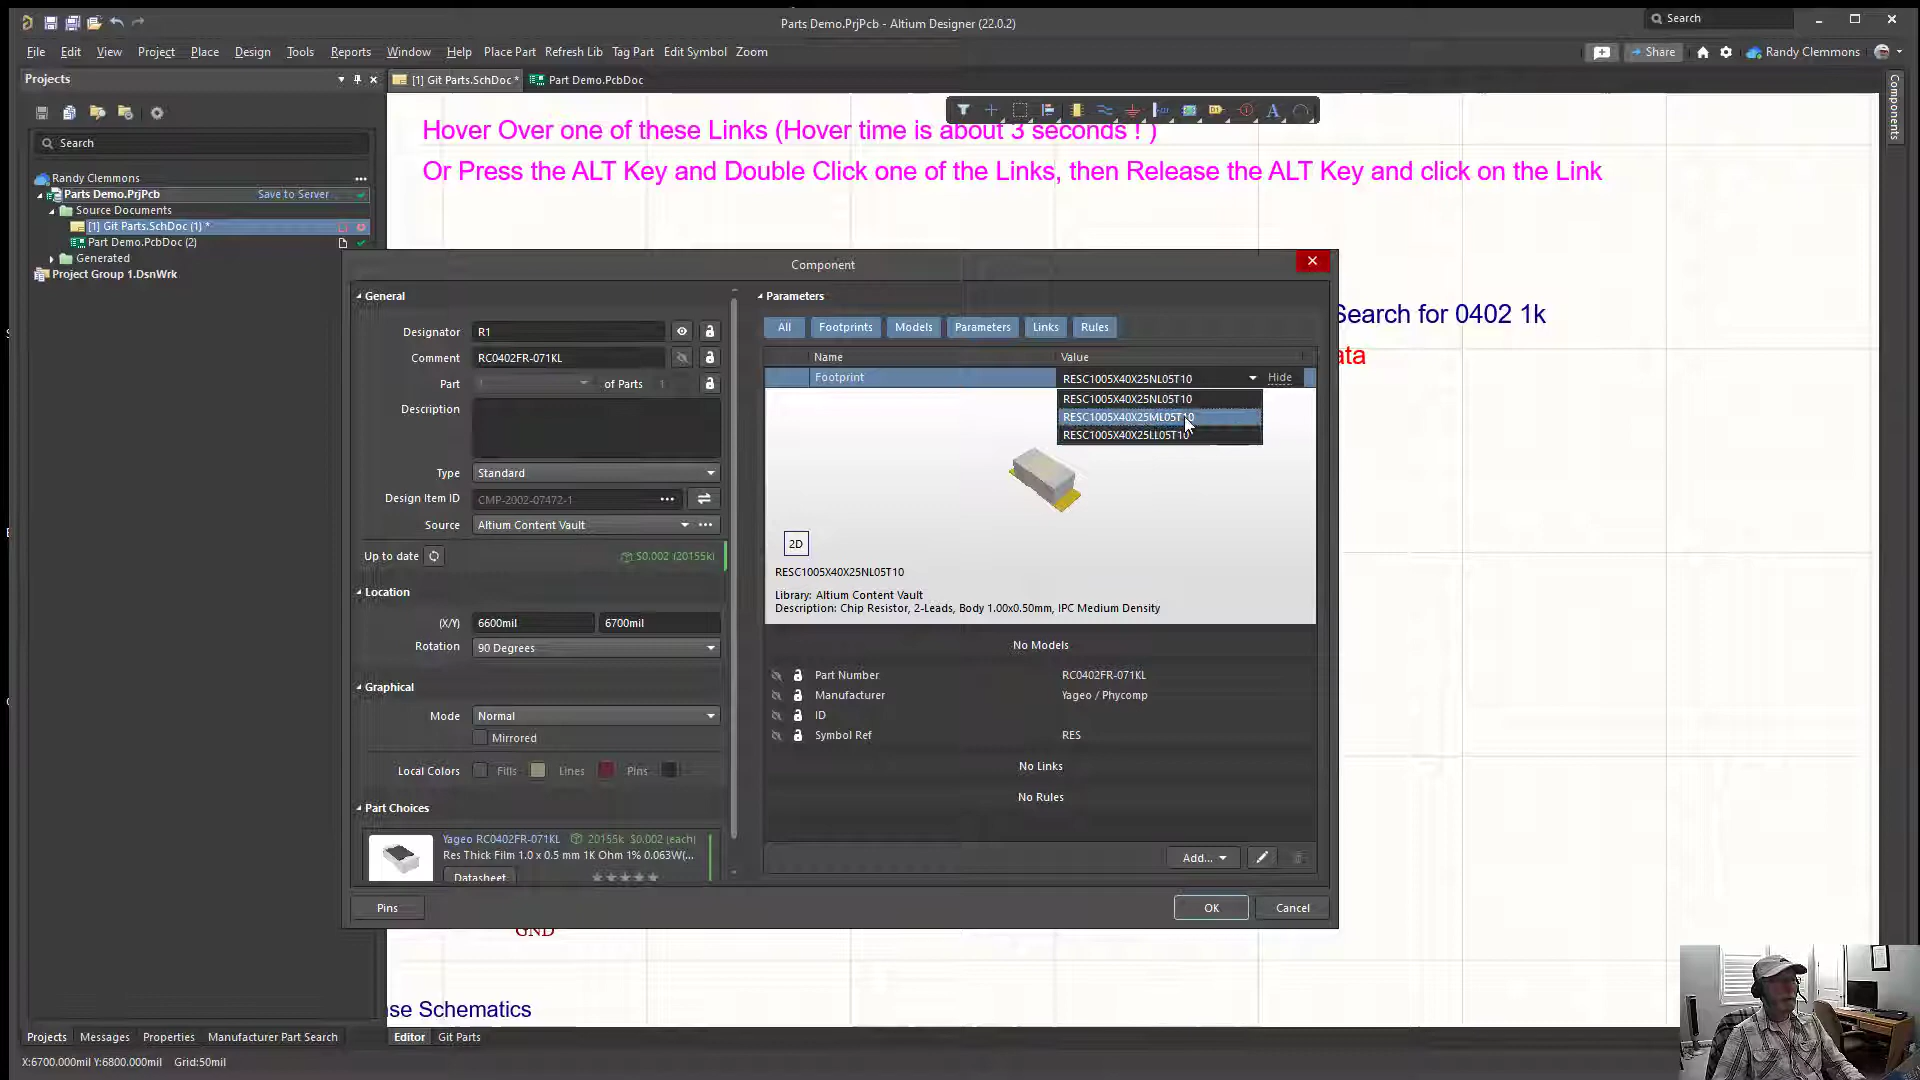 Parts Demo.PrjPcb - Altium Designer (22.0.2)
Search
File Edit View Project Place Design Tools Reports Window Help Place Part Refresh Lib Tag Part Edit Symbol Zoom
Share
Randy Clemmons
Projects
[1] Git Parts.SchDoc *
Part Demo.PcbDoc
Components
Search
Randy Clemmons
Parts Demo.PrjPcb
Save to Server
Source Documents
[1] Git Parts.SchDoc (1) *
Part Demo.PcbDoc (2)
Generated
Project Group 1.DsnWrk
Hover Over one of these Links (Hover time is about 3 seconds ! )
Or Press the ALT Key and Double Click one of the Links, then Release the ALT Key and click on the Link
Search for 0402 1k
ata
Component
General
Designator R1
Comment RC0402FR-071KL
Part 1 of Parts 1
Description
Type Standard
Design Item ID CMP-2002-07472-1
Source Altium Content Vault
Up to date
$0.002 (20155k)
Location
(X/Y) 6600mil 6700mil
Rotation 90 Degrees
Graphical
Mode Normal
Mirrored
Local Colors Fills Lines Pins
Part Choices
Yageo RC0402FR-071KL 20155k $0.002 (each)
Res Thick Film 1.0 x 0.5 mm 1K Ohm 1% 0.063W(...
Datasheet
Pins
Parameters
All Footprints Models Parameters Links Rules
Name Value
Footprint RESC1005X40X25NL05T10 Hide
RESC1005X40X25NL05T10
RESC1005X40X25ML05T10
RESC1005X40X25LL05T10
2D
RESC1005X40X25NL05T10
Library: Altium Content Vault
Description: Chip Resistor, 2-Leads, Body 1.00x0.50mm, IPC Medium Density
No Models
Part Number RC0402FR-071KL
Manufacturer Yageo / Phycomp
ID
Symbol Ref RES
No Links
No Rules
Add...
OK Cancel
GND
se Schematics
Projects Messages Properties Manufacturer Part Search
Editor Git Parts
X:6700.000mil Y:6800.000mil Grid:50mil